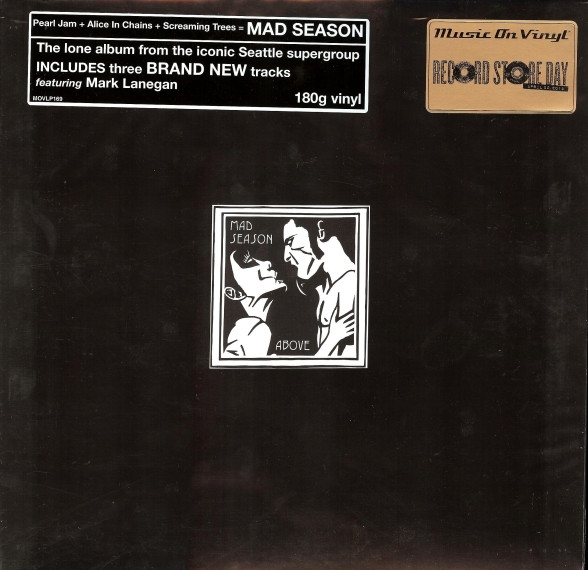 Pearl Jam + Alice In Chains + Screaming Trees = MAD SEASON
The lone album from the iconic Seattle supergroup
INCLUDES three BRAND NEW tracks
featuring Mark Lanegan
MOVLP169
180g vinyl
Music On Vinyl
RECORD STORE DAY
MAD
SEASON
ABOVE